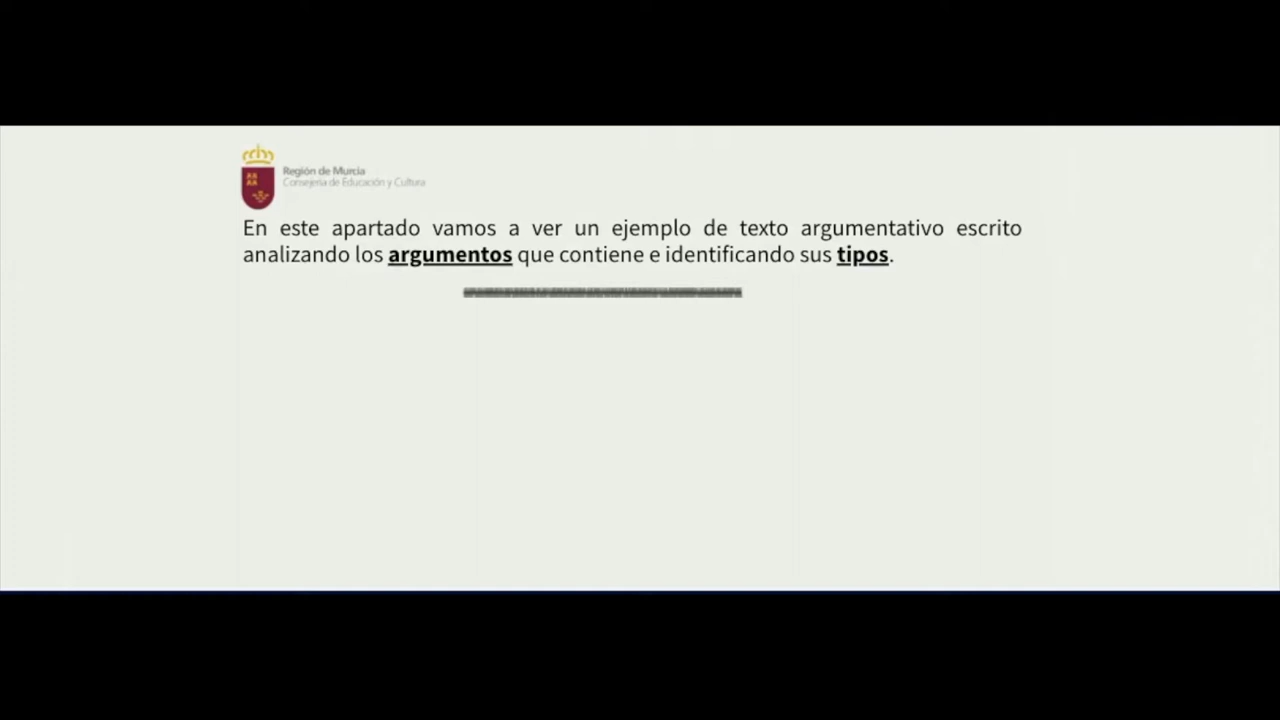 Región de Murcia
Consejería de Educación y Cultura
En este apartado vamos a ver un ejemplo de texto argumentativo escrito
analizando los argumentos que contiene e identificando sus tipos.